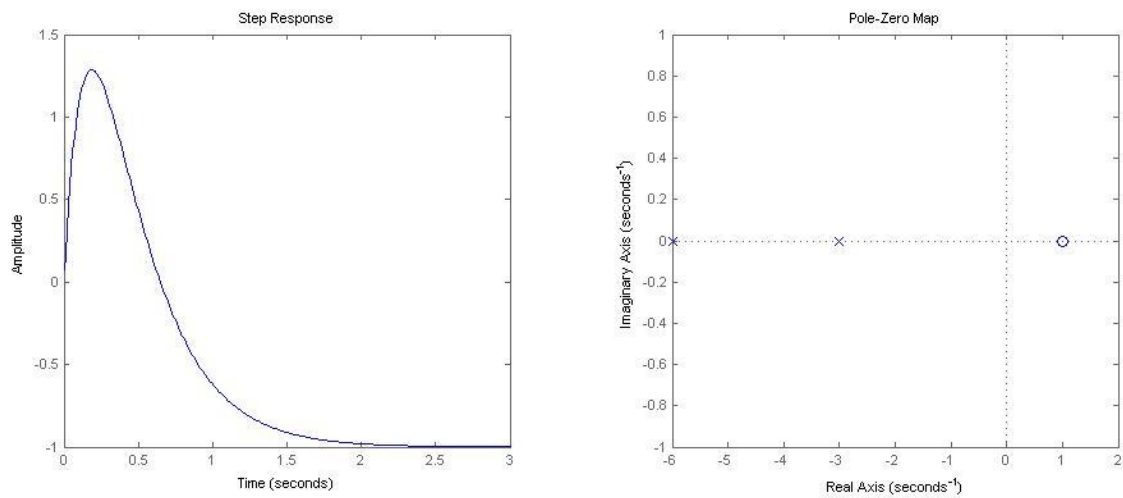 Step Response
1.5
1
0.5
0
-0.5
-1
Amplitude
0 0.5 1 1.5 2 2.5 3
Time (seconds)
Pole-Zero Map
1
0.8
0.6
0.4
0.2
0
-0.2
-0.4
-0.6
-0.8
-1
Imaginary Axis (seconds⁻¹)
-6 -5 -4 -3 -2 -1 0 1 2
Real Axis (seconds⁻¹)